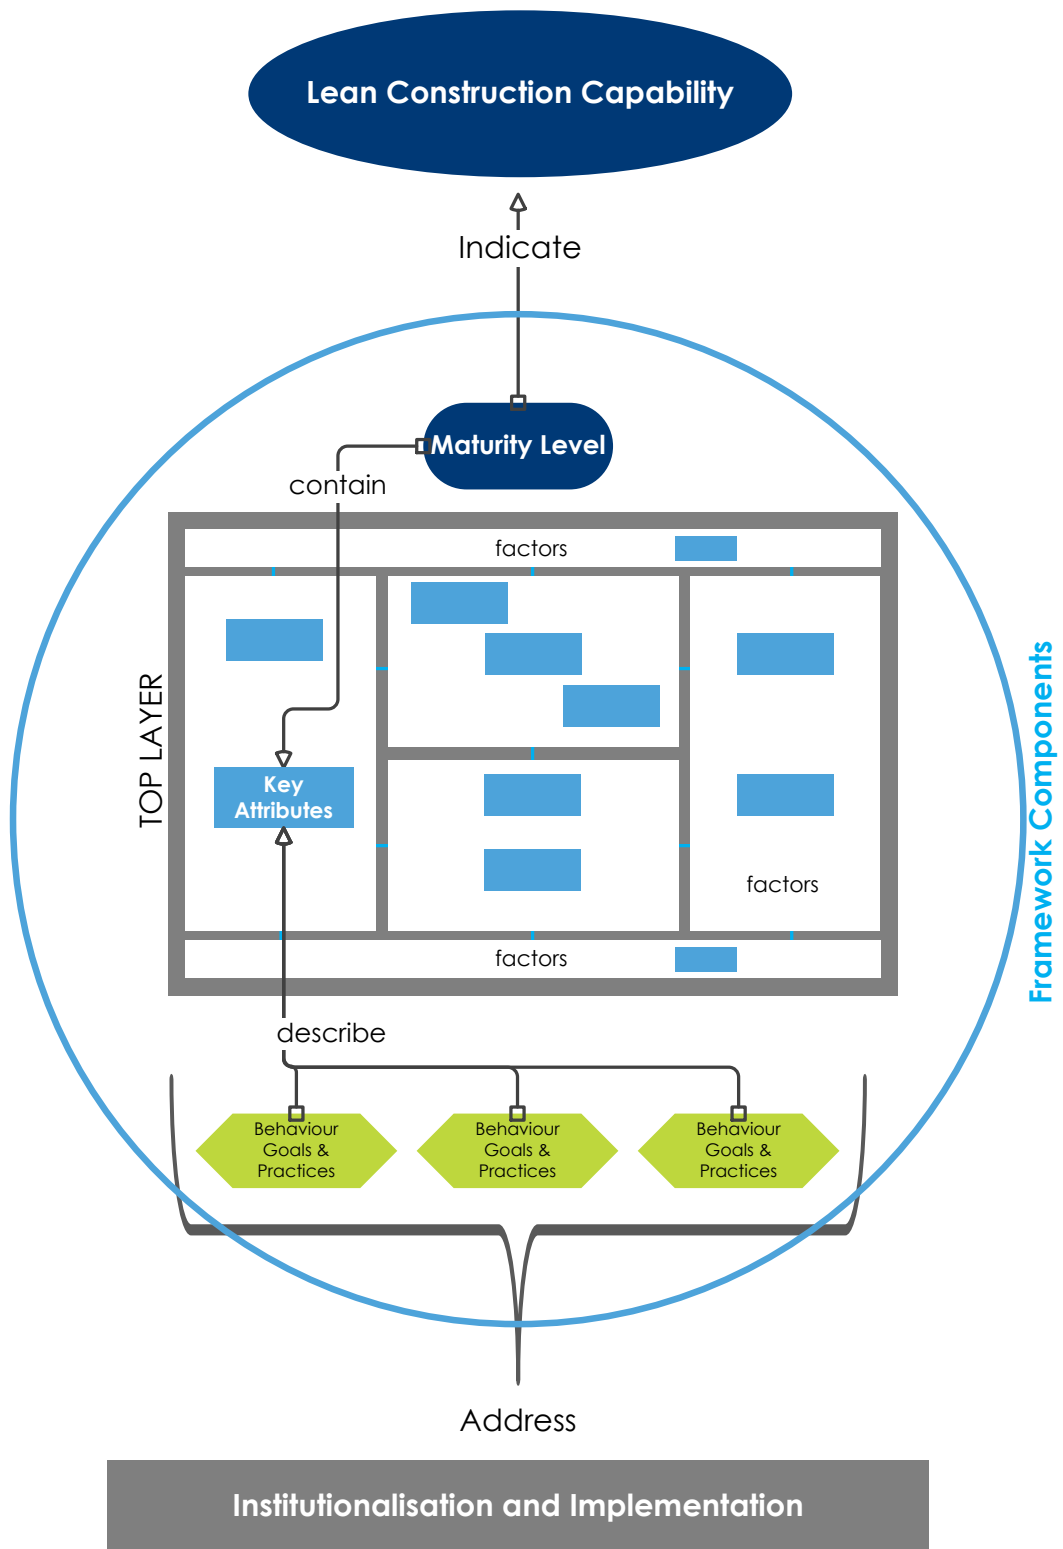 Lean Construction Capability
Indicate
Maturity Level
contain
factors
TOP LAYER
Key
Attributes
factors
factors
Framework Components
describe
Behaviour
Goals &
Practices
Behaviour
Goals &
Practices
Behaviour
Goals &
Practices
Address
Institutionalisation and Implementation